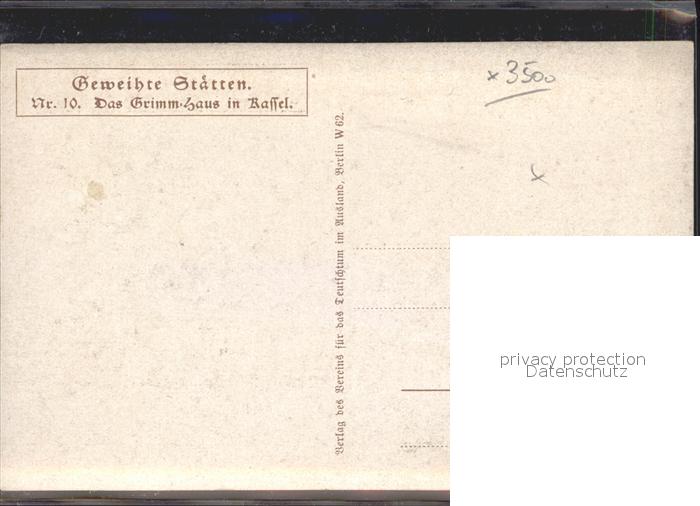 Geweihte Stätten.
Nr. 10. Das Grimm-Haus in Kassel.
x 3500
x
Verlag des Vereins für das Deutschtum im Ausland, Berlin W 62.
privacy protection
Datenschutz